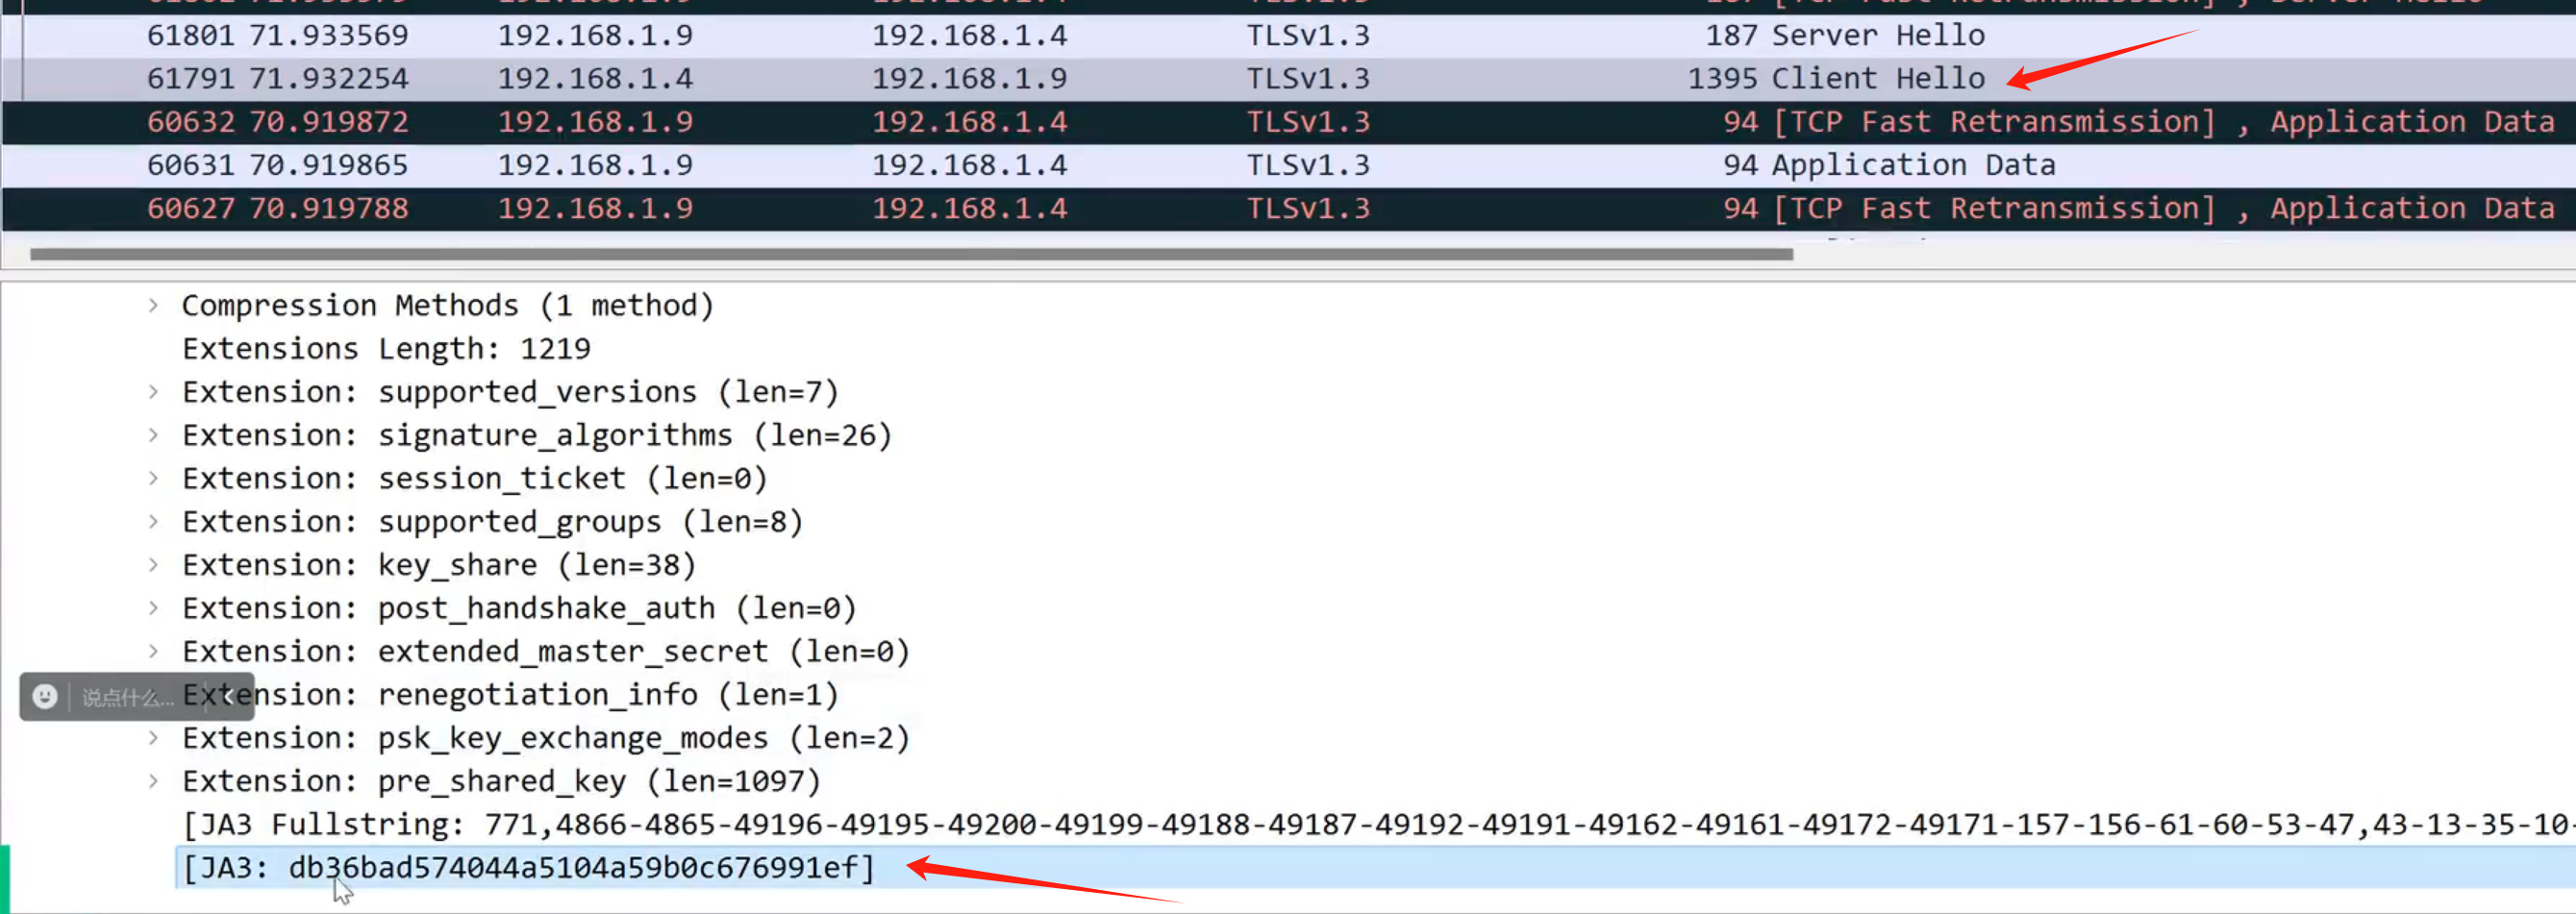 61801 71.933569 192.168.1.9 192.168.1.4 TLSv1.3 187 Server Hello
61791 71.932254 192.168.1.4 192.168.1.9 TLSv1.3 1395 Client Hello
60632 70.919872 192.168.1.9 192.168.1.4 TLSv1.3 94 [TCP Fast Retransmission] , Application Data
60631 70.919865 192.168.1.9 192.168.1.4 TLSv1.3 94 Application Data
60627 70.919788 192.168.1.9 192.168.1.4 TLSv1.3 94 [TCP Fast Retransmission] , Application Data
Compression Methods (1 method)
Extensions Length: 1219
Extension: supported_versions (len=7)
Extension: signature_algorithms (len=26)
Extension: session_ticket (len=0)
Extension: supported_groups (len=8)
Extension: key_share (len=38)
Extension: post_handshake_auth (len=0)
Extension: extended_master_secret (len=0)
说点什么...
Extension: renegotiation_info (len=1)
Extension: psk_key_exchange_modes (len=2)
Extension: pre_shared_key (len=1097)
[JA3 Fullstring: 771,4866-4865-49196-49195-49200-49199-49188-49187-49192-49191-49162-49161-49172-49171-157-156-61-60-53-47,43-13-35-10-
[JA3: db36bad574044a5104a59b0c676991ef]